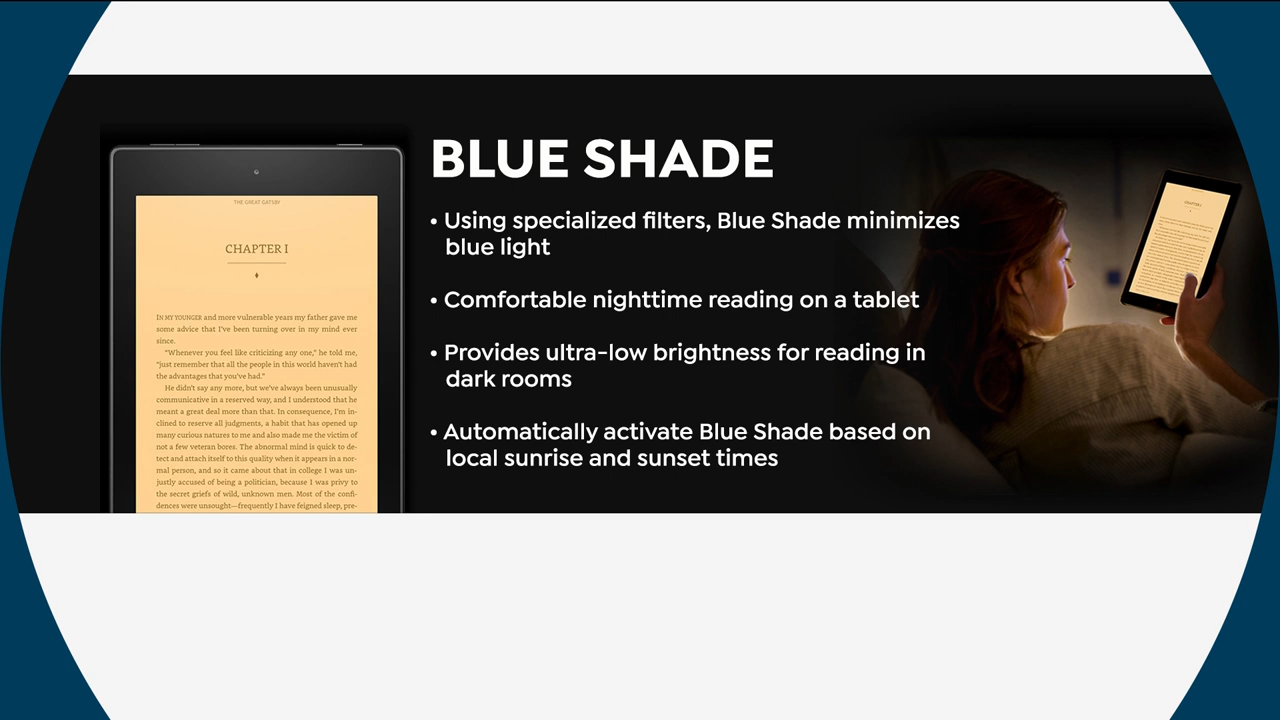 BLUE SHADE
• Using specialized filters, Blue Shade minimizes
blue light
• Comfortable nighttime reading on a tablet
• Provides ultra-low brightness for reading in
dark rooms
• Automatically activate Blue Shade based on
local sunrise and sunset times
THE GREAT GATSBY
CHAPTER I
IN MY YOUNGER and more vulnerable years my father gave me
some advice that I've been turning over in my mind ever
since.
"Whenever you feel like criticizing any one," he told me,
"just remember that all the people in this world haven't had
the advantages that you've had."
He didn't say any more, but we've always been unusually
communicative in a reserved way, and I understood that he
meant a great deal more than that. In consequence, I'm in-
clined to reserve all judgments, a habit that has opened up
many curious natures to me and also made me the victim of
not a few veteran bores. The abnormal mind is quick to de-
tect and attach itself to this quality when it appears in a nor-
mal person, and so it came about that in college I was un-
justly accused of being a politician, because I was privy to
the secret griefs of wild, unknown men. Most of the confi-
dences were unsought—frequently I have feigned sleep, pre-
CHAPTER I